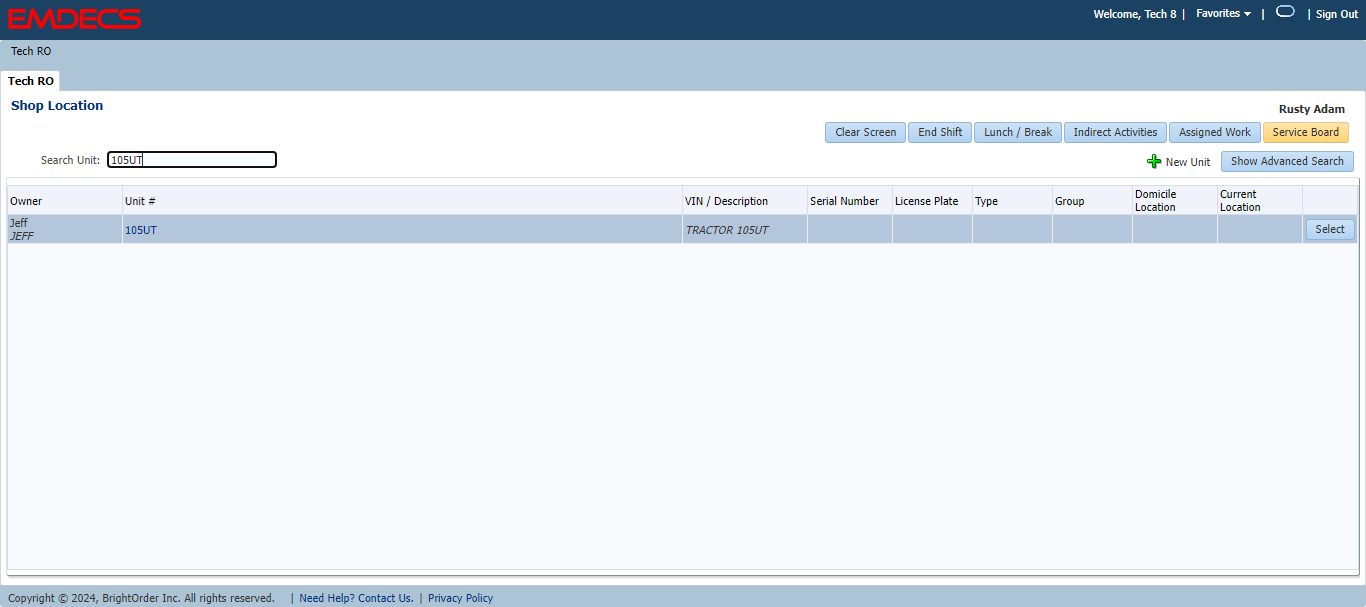 EMDECS
Welcome, Tech 8 | Favorites | | Sign Out
Tech RO
Tech RO
Shop Location
Rusty Adam
Clear Screen End Shift Lunch / Break Indirect Activities Assigned Work Service Board
Search Unit: 105UT New Unit Show Advanced Search
Owner Unit # VIN / Description Serial Number License Plate Type Group Domicile Location Current Location
Jeff
JEFF 105UT TRACTOR 105UT Select
Copyright © 2024, BrightOrder Inc. All rights reserved. | Need Help? Contact Us. | Privacy Policy